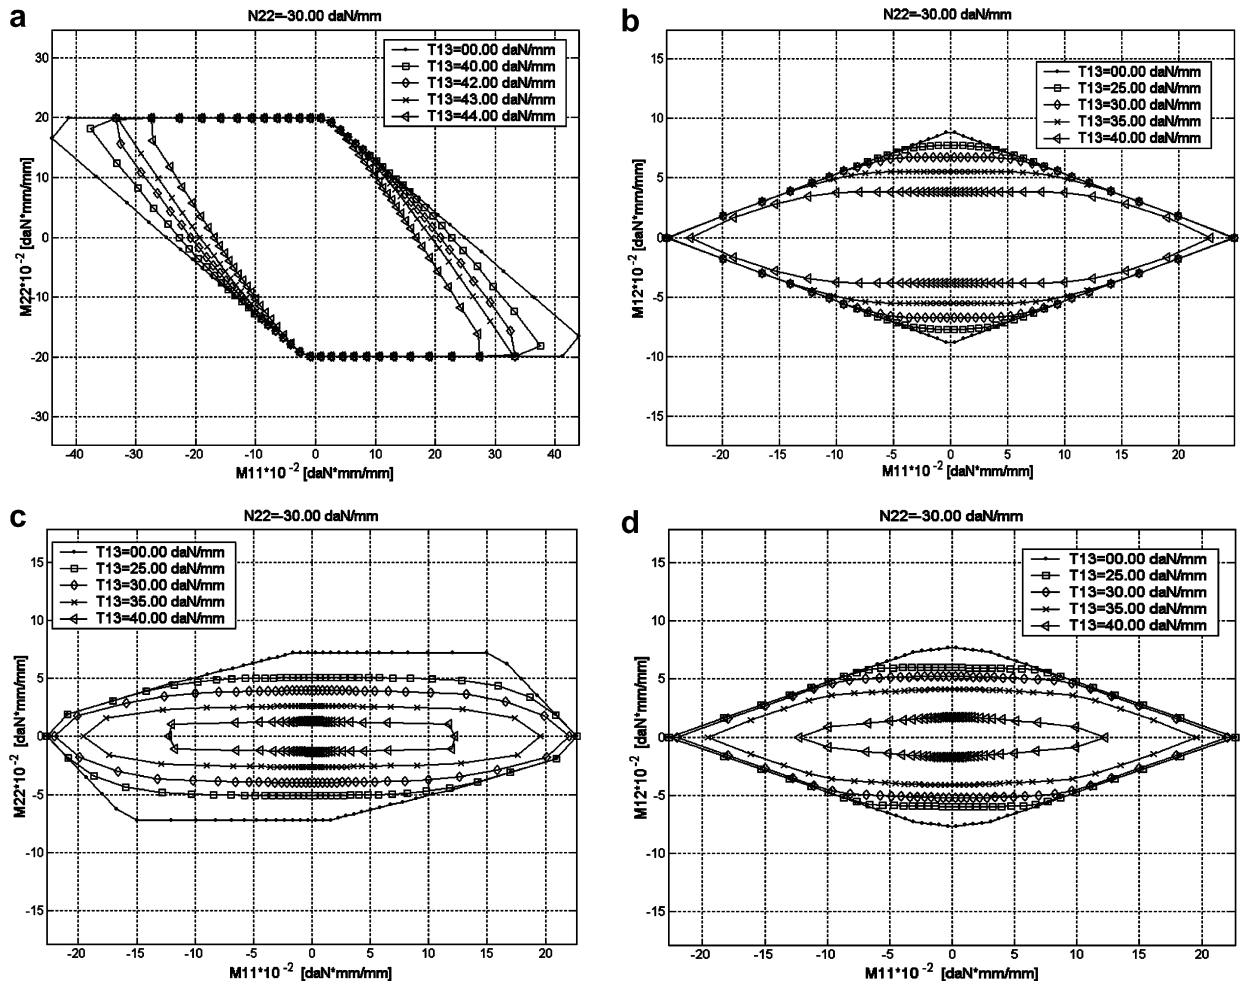 a
N22=-30.00 daN/mm
T13=00.00 daN/mm
T13=40.00 daN/mm
T13=42.00 daN/mm
T13=43.00 daN/mm
T13=44.00 daN/mm
30
20
10
0
-10
-20
-30
M22*10^-2 [daN*mm/mm]
-40 -30 -20 -10 0 10 20 30 40
M11*10^-2 [daN*mm/mm]
b
N22=-30.00 daN/mm
T13=00.00 daN/mm
T13=25.00 daN/mm
T13=30.00 daN/mm
T13=35.00 daN/mm
T13=40.00 daN/mm
15
10
5
0
-5
-10
-15
M12*10^-2 [daN*mm/mm]
-20 -15 -10 -5 0 5 10 15 20
M11*10^-2 [daN*mm/mm]
c
N22=-30.00 daN/mm
T13=00.00 daN/mm
T13=25.00 daN/mm
T13=30.00 daN/mm
T13=35.00 daN/mm
T13=40.00 daN/mm
15
10
5
0
-5
-10
-15
M22*10^-2 [daN*mm/mm]
-20 -15 -10 -5 0 5 10 15 20
M11*10^-2 [daN*mm/mm]
d
N22=-30.00 daN/mm
T13=00.00 daN/mm
T13=25.00 daN/mm
T13=30.00 daN/mm
T13=35.00 daN/mm
T13=40.00 daN/mm
15
10
5
0
-5
-10
-15
M12*10^-2 [daN*mm/mm]
-20 -15 -10 -5 0 5 10 15 20
M11*10^-2 [daN*mm/mm]